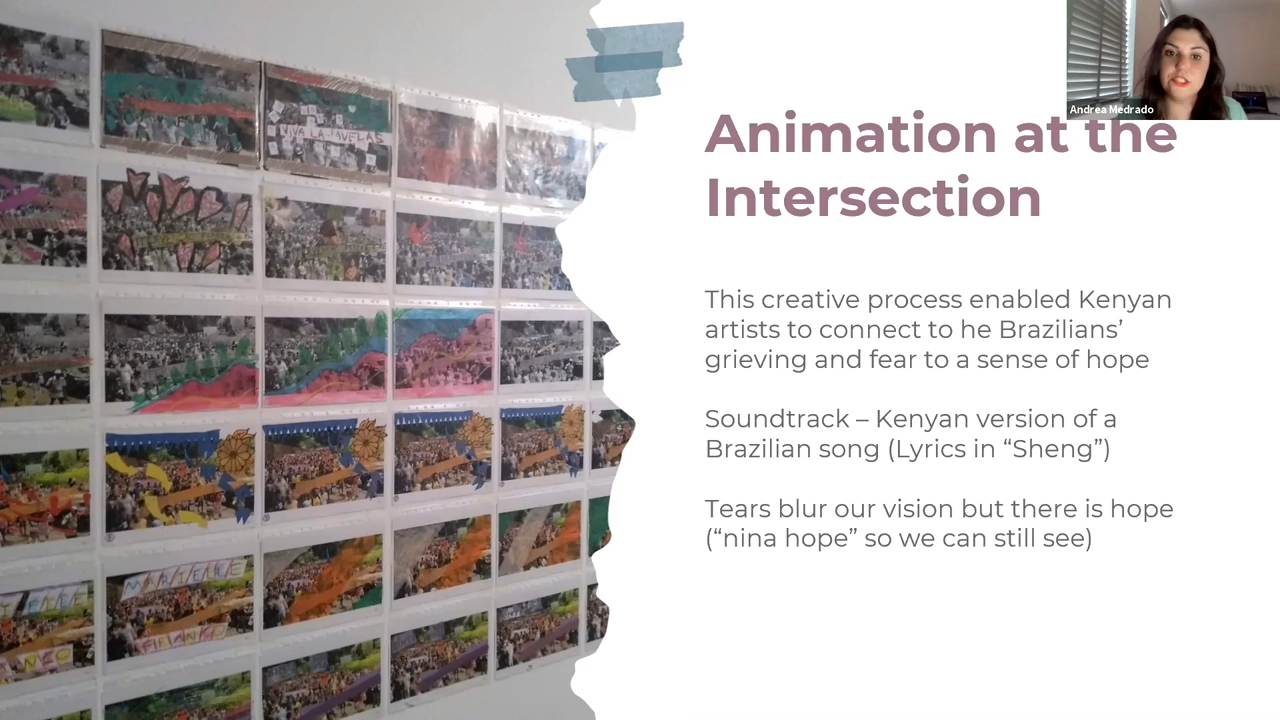 Andrea Medrado
Animation at the
Intersection
This creative process enabled Kenyan
artists to connect to he Brazilians’
grieving and fear to a sense of hope
Soundtrack – Kenyan version of a
Brazilian song (Lyrics in “Sheng”)
Tears blur our vision but there is hope
(“nina hope” so we can still see)
VIVA LA FAVELAS
MARIELLE
FRANCO